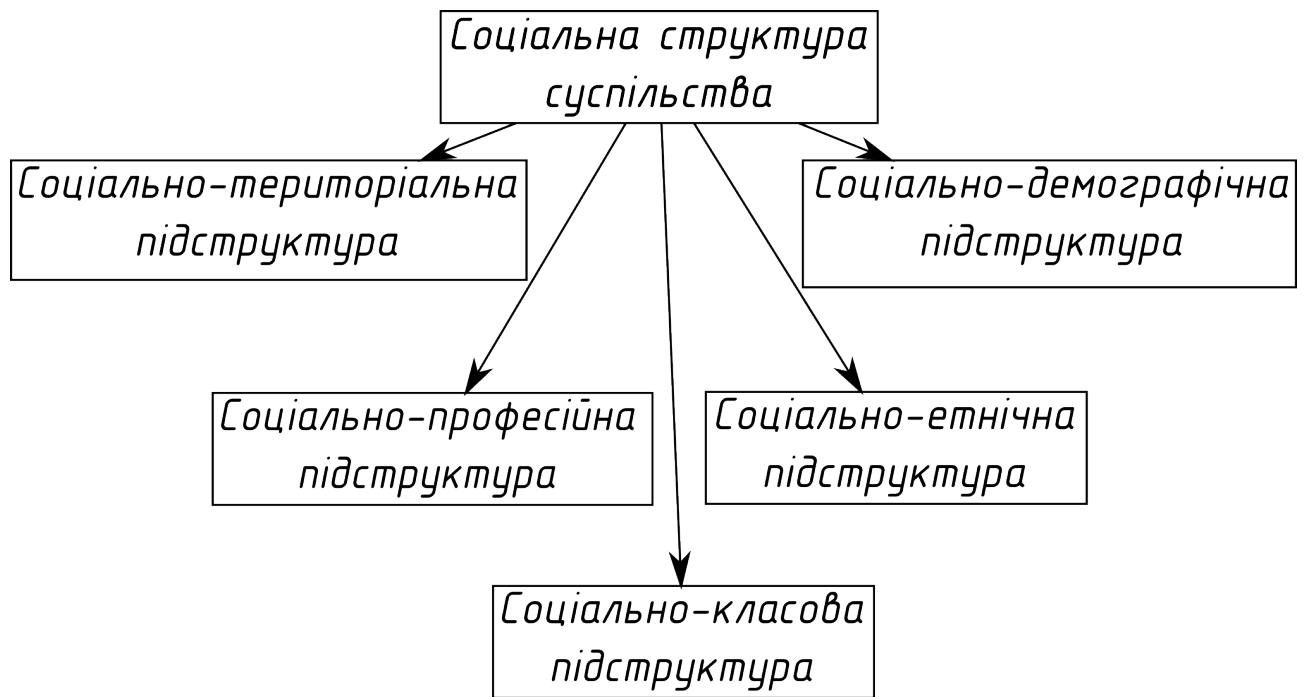 Соціальна структура
суспільства
Соціально-територіальна
підструктура
Соціально-демографічна
підструктура
Соціально-професійна
підструктура
Соціально-етнічна
підструктура
Соціально-класова
підструктура